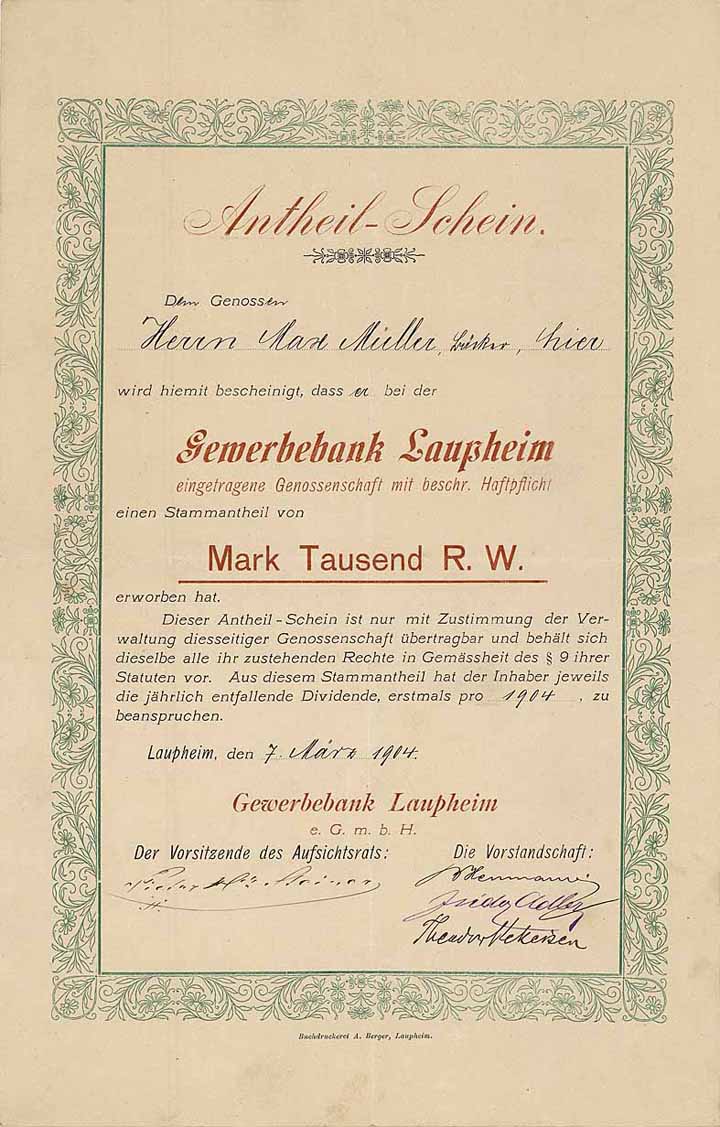 Antheil-Schein.
Dem Genossen
Herrn Max Müller, Bäcker, hier
wird hiemit bescheinigt, dass er bei der
Gewerbebank Laupheim
eingetragene Genossenschaft mit beschr. Haftpflicht
einen Stammantheil von
Mark Tausend R. W.
erworben hat.
Dieser Antheil-Schein ist nur mit Zustimmung der Ver-
waltung diesseitiger Genossenschaft übertragbar und behält sich
dieselbe alle ihr zustehenden Rechte in Gemässheit des § 9 ihrer
Statuten vor. Aus diesem Stammantheil hat der Inhaber jeweils
die jährlich entfallende Dividende, erstmals pro 1904, zu
beanspruchen.
Laupheim, den 7. März 1904.
Gewerbebank Laupheim
e. G. m. b. H.
Der Vorsitzende des Aufsichtsrats: Die Vorstandschaft:
Steiner
Adler
Theodor
Buchdruckerei A. Berger, Laupheim.